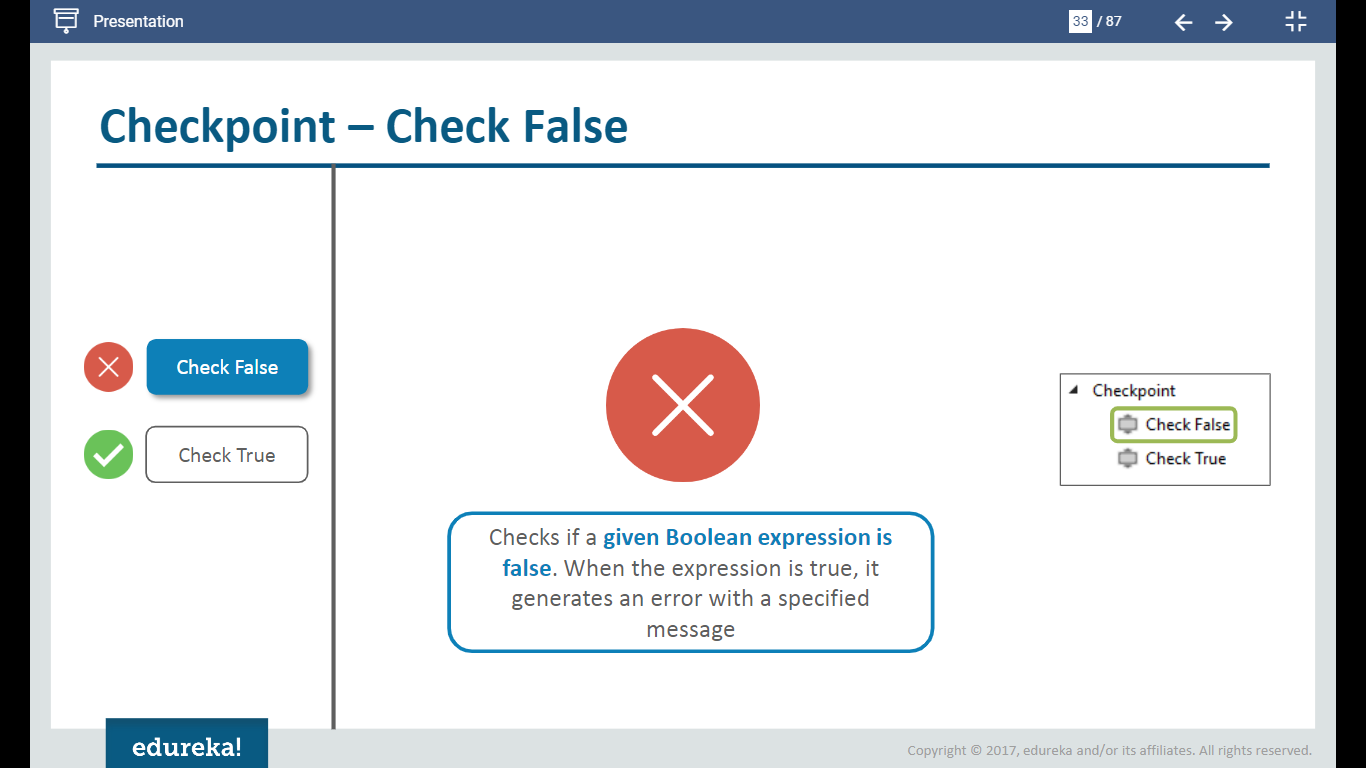 Presentation
33 / 87
Checkpoint – Check False
Check False
Check True
Checks if a given Boolean expression is
false. When the expression is true, it
generates an error with a specified
message
Checkpoint
Check False
Check True
edureka!
Copyright © 2017, edureka and/or its affiliates. All rights reserved.